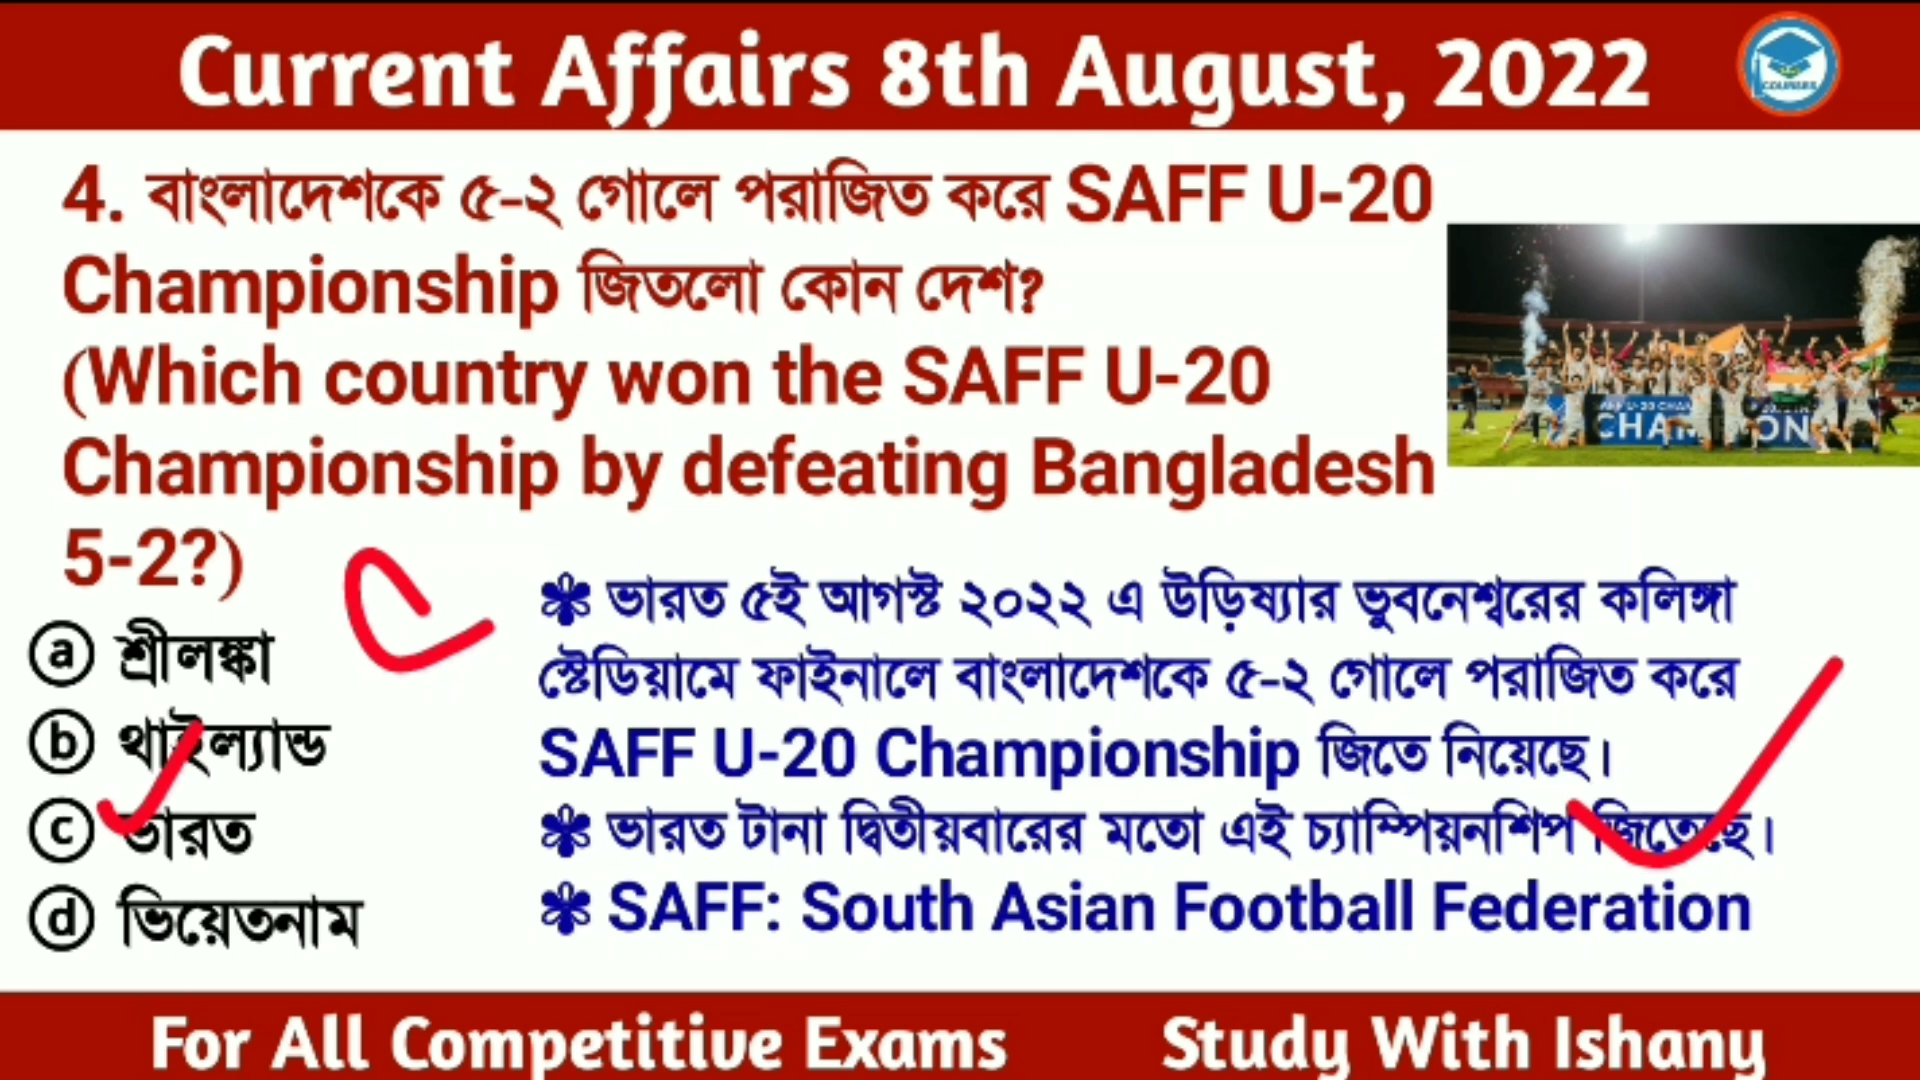 Current Affairs 8th August, 2022
COURSES
4. বাংলাদেশকে ৫-২ গোলে পরাজিত করে SAFF U-20
Championship জিতলো কোন দেশ?
(Which country won the SAFF U-20
Championship by defeating Bangladesh
5-2?)
ⓐ শ্রীলঙ্কা
ⓑ থাইল্যান্ড
ⓒ ভারত
ⓓ ভিয়েতনাম
✾ ভারত ৫ই আগস্ট ২০২২ এ উড়িষ্যার ভুবনেশ্বরের কলিঙ্গা
স্টেডিয়ামে ফাইনালে বাংলাদেশকে ৫-২ গোলে পরাজিত করে
SAFF U-20 Championship জিতে নিয়েছে।
✾ ভারত টানা দ্বিতীয়বারের মতো এই চ্যাম্পিয়নশিপ জিতেছে।
✾ SAFF: South Asian Football Federation
For All Competitive Exams
Study With Ishany